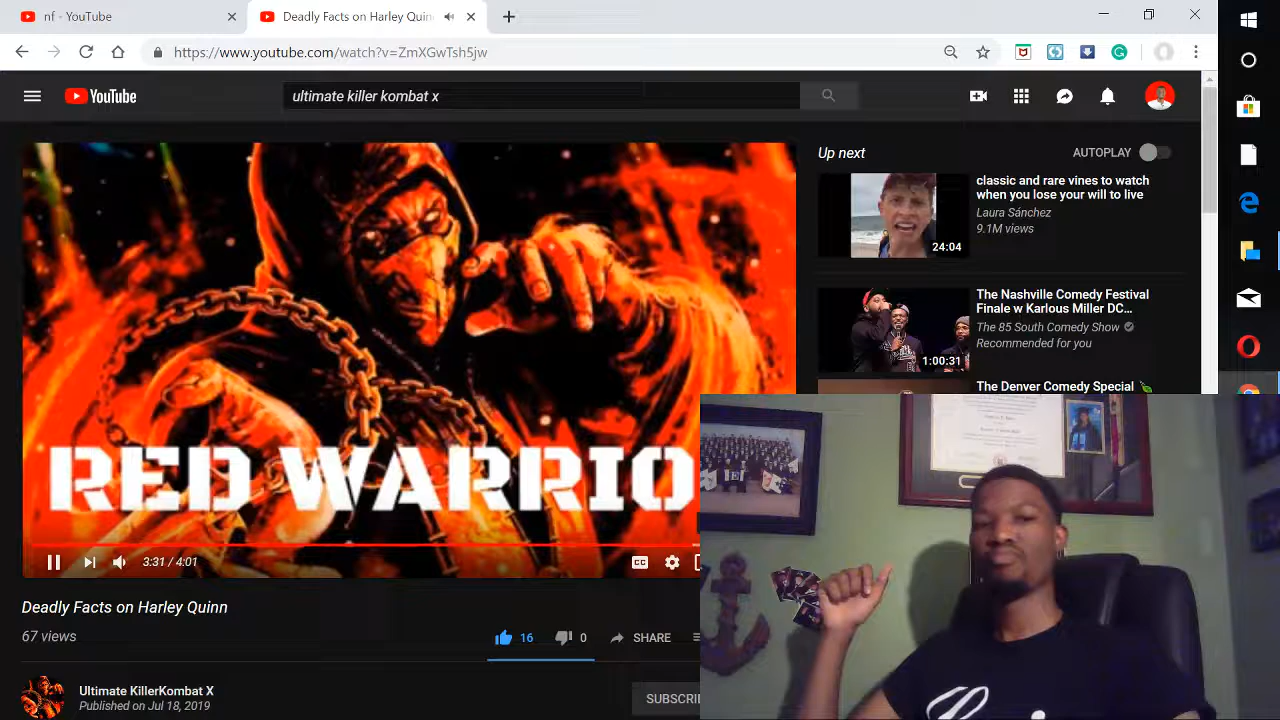 nf - YouTube
Deadly Facts on Harley Quin
https://www.youtube.com/watch?v=ZmXGwTsh5jw
YouTube
ultimate killer kombat x
Up next
AUTOPLAY
classic and rare vines to watch
when you lose your will to live
Laura Sánchez
9.1M views
24:04
The Nashville Comedy Festival
Finale w Karlous Miller DC...
The 85 South Comedy Show
Recommended for you
1:00:31
The Denver Comedy Special
RED WARRIO
3:31 / 4:01
CC
Deadly Facts on Harley Quinn
67 views
16
0
SHARE
Ultimate KillerKombat X
Published on Jul 18, 2019
SUBSCRI